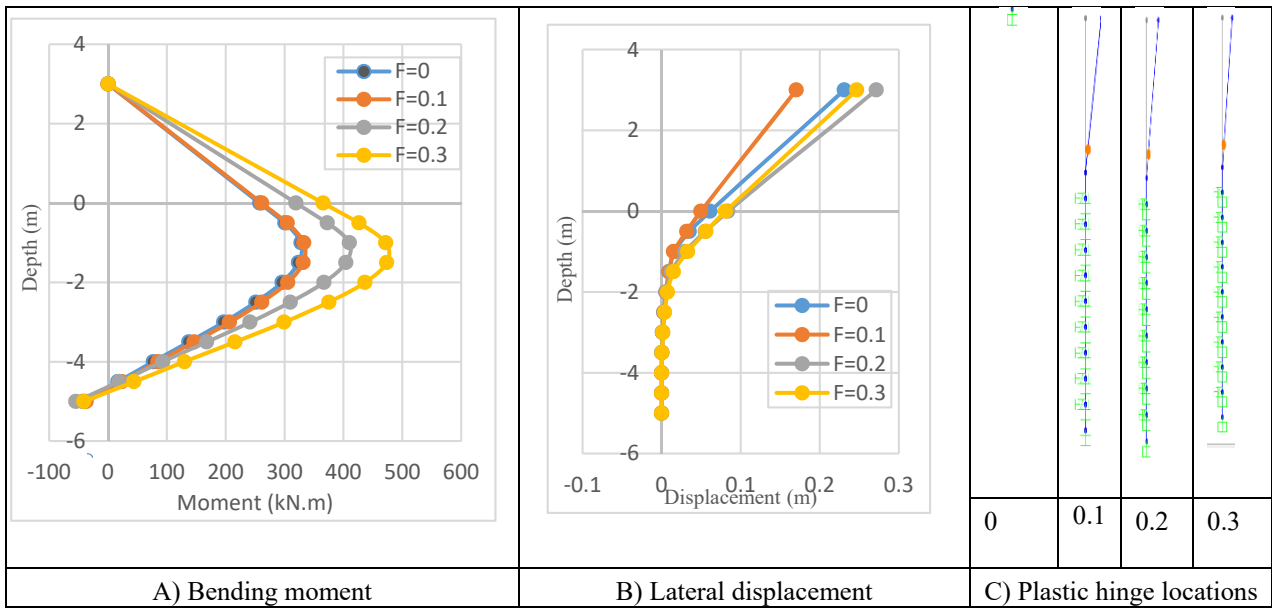 4
2
0
-2
-4
-6
Depth (m)
F=0
F=0.1
F=0.2
F=0.3
-100 0 100 200 300 400 500 600
Moment (kN.m)
4
2
0
-2
-4
-6
Depth (m)
F=0
F=0.1
F=0.2
F=0.3
-0.1 0 0.1 0.2 0.3
Displacement (m)
0 0.1 0.2 0.3
A) Bending moment B) Lateral displacement C) Plastic hinge locations